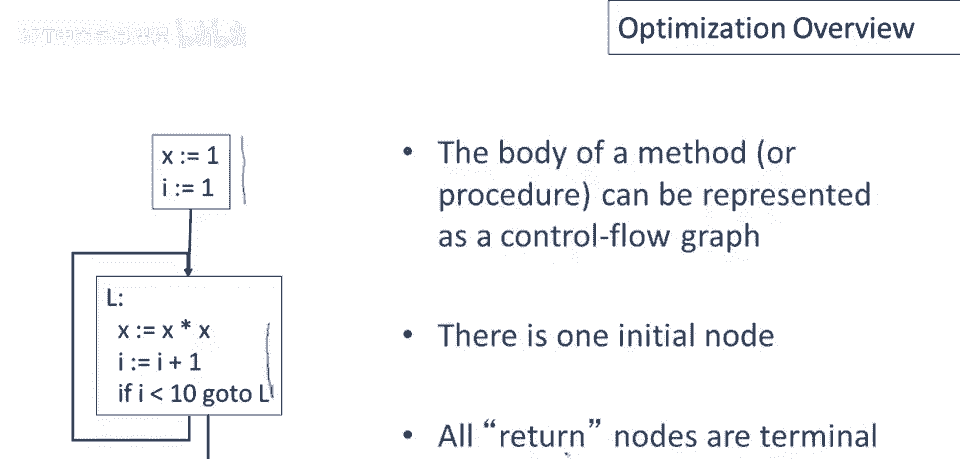 Optimization Overview
x := 1
i := 1
L:
x := x * x
i := i + 1
if i < 10 goto L
• The body of a method (or
procedure) can be represented
as a control-flow graph
• There is one initial node
• All “return” nodes are terminal